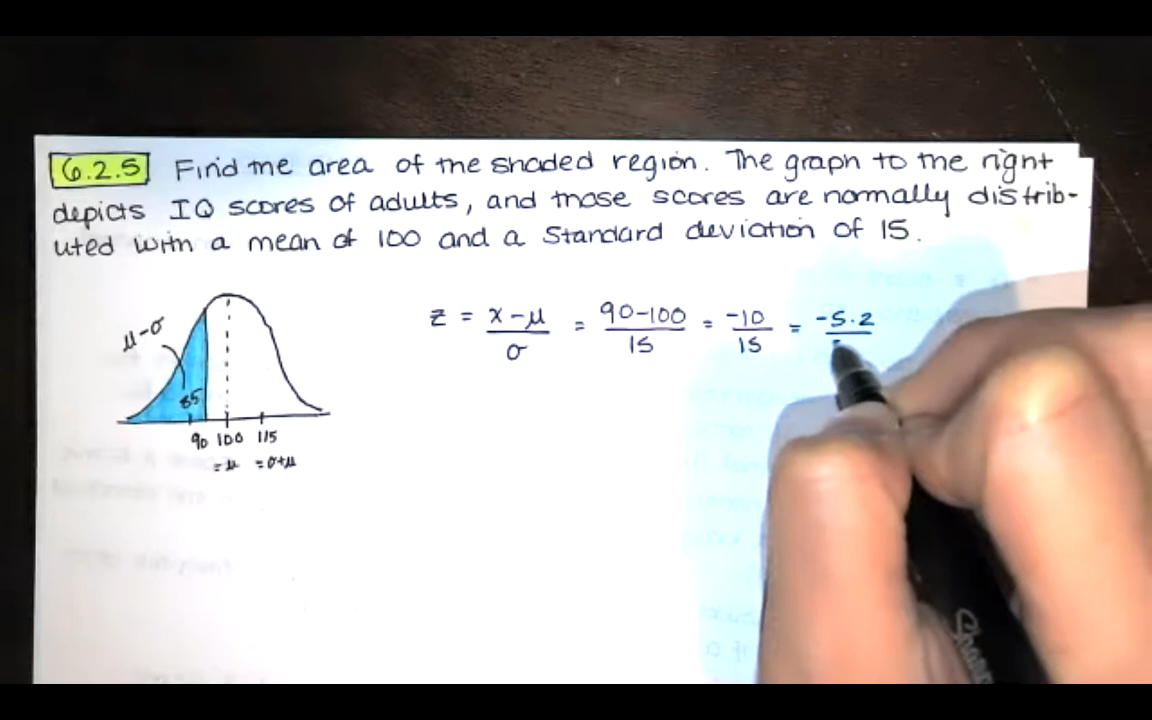 6.2.5 Find the area of the shaded region. The graph to the right
depicts IQ scores of adults, and those scores are normally distrib-
uted with a mean of 100 and a standard deviation of 15.
μ-σ
85
90 100 115
=μ =σ+μ
z = x-μ/σ = 90-100/15 = -10/15 = -5·2